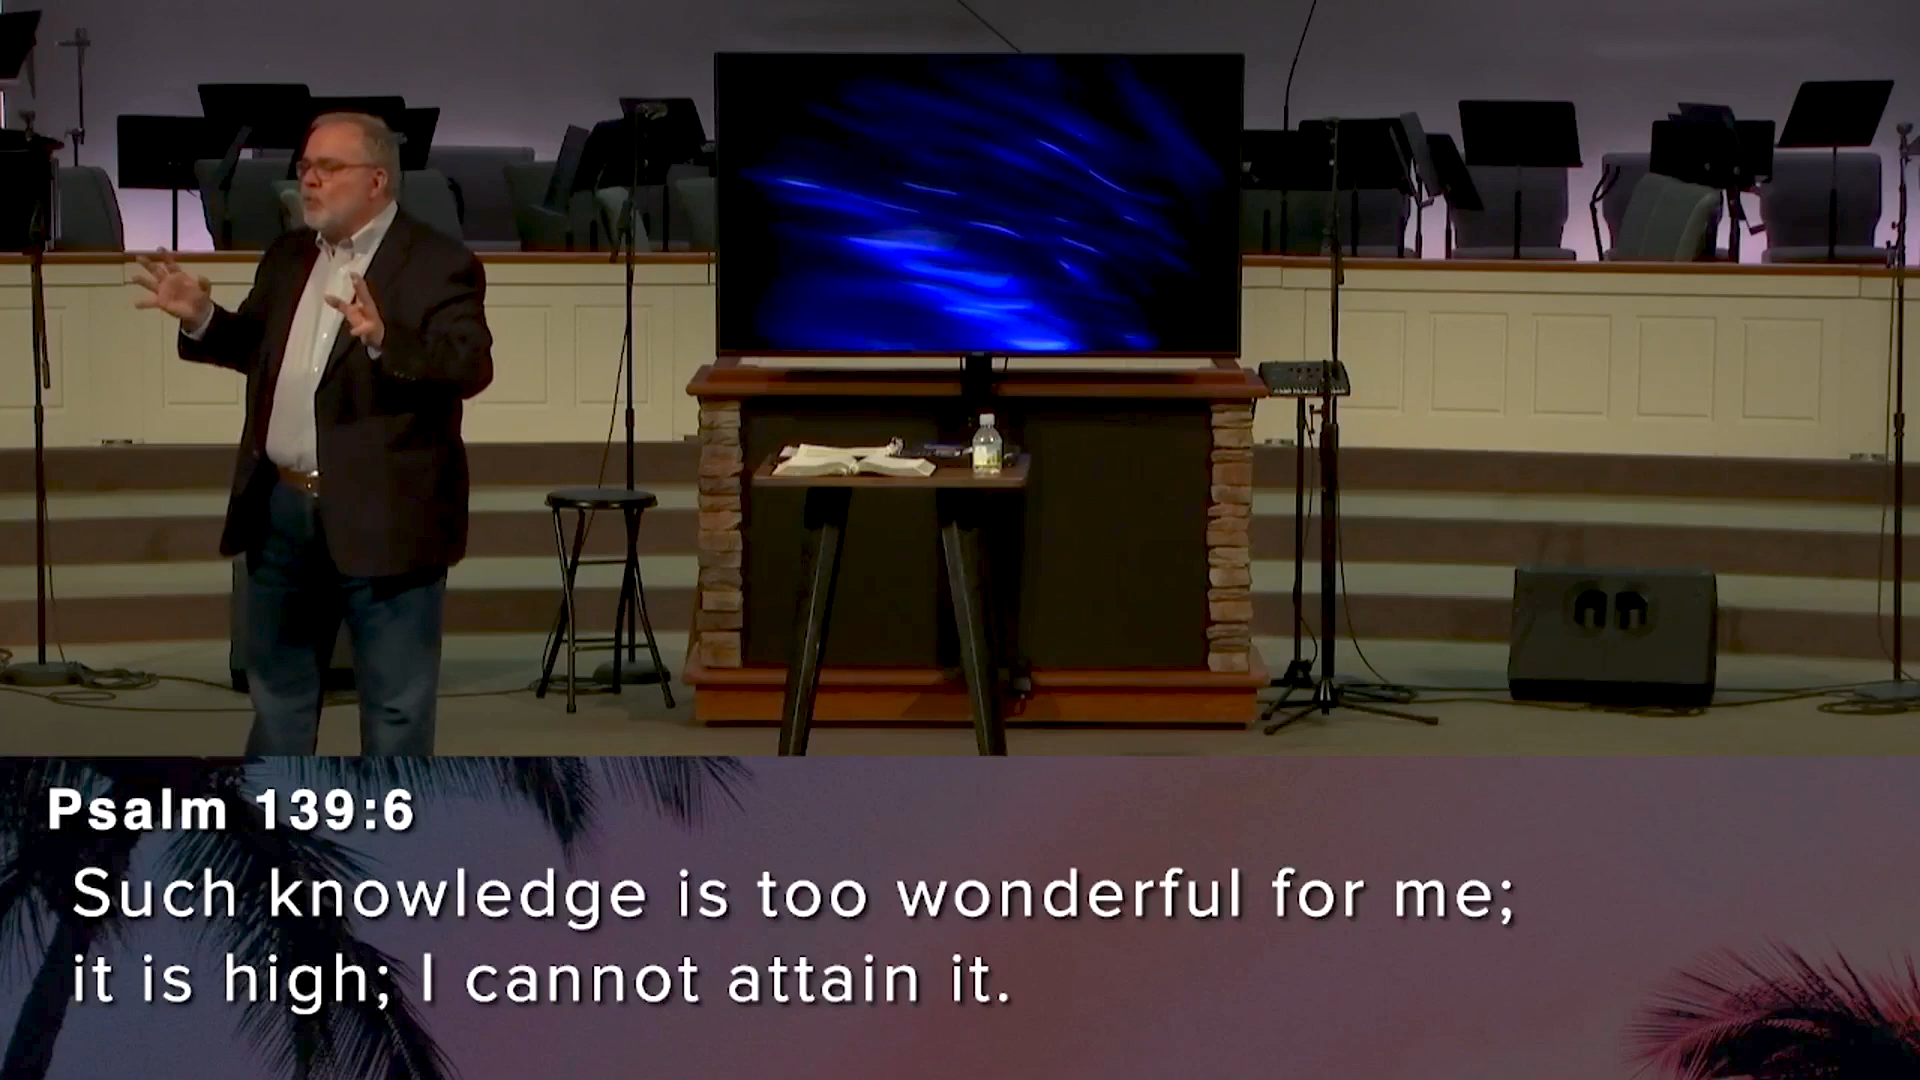 Psalm 139:6
Such knowledge is too wonderful for me;
it is high; I cannot attain it.